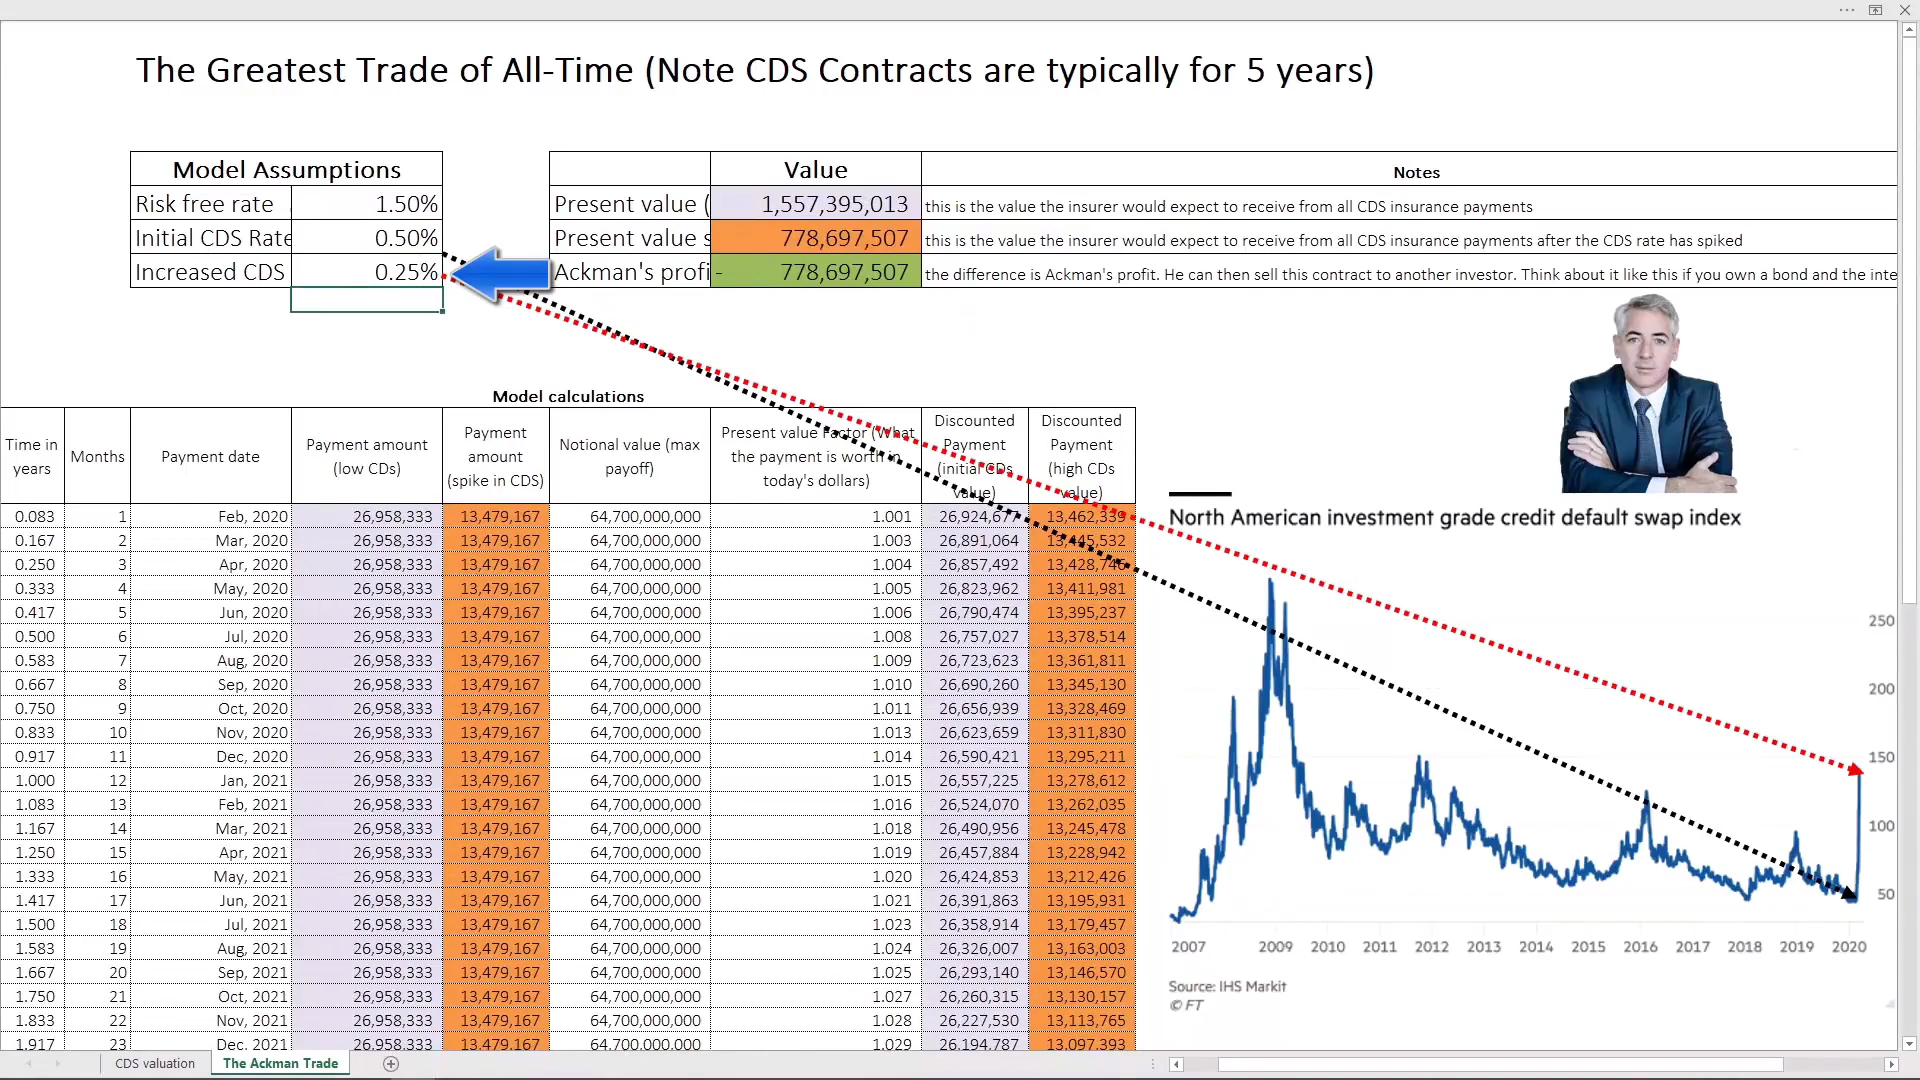 The Greatest Trade of All-Time (Note CDS Contracts are typically for 5 years)
Model Assumptions
Risk free rate 1.50%
Initial CDS Rate 0.50%
Increased CDS 0.25%
Value Notes
Present value ( 1,557,395,013 this is the value the insurer would expect to receive from all CDS insurance payments
Present value s 778,697,507 this is the value the insurer would expect to receive from all CDS insurance payments after the CDS rate has spiked
Ackman's profi - 778,697,507 the difference is Ackman's profit. He can then sell this contract to another investor. Think about it like this if you own a bond and the inte
Model calculations
Time in years Months Payment date Payment amount (low CDs) Payment amount (spike in CDS) Notional value (max payoff) Present value Factor (What the payment is worth in today's dollars) Discounted Payment (initial CDs value) Discounted Payment (high CDs value)
0.083 1 Feb, 2020 26,958,333 13,479,167 64,700,000,000 1.001 26,924,677 13,462,339
0.167 2 Mar, 2020 26,958,333 13,479,167 64,700,000,000 1.003 26,891,064 13,445,532
0.250 3 Apr, 2020 26,958,333 13,479,167 64,700,000,000 1.004 26,857,492 13,428,746
0.333 4 May, 2020 26,958,333 13,479,167 64,700,000,000 1.005 26,823,962 13,411,981
0.417 5 Jun, 2020 26,958,333 13,479,167 64,700,000,000 1.006 26,790,474 13,395,237
0.500 6 Jul, 2020 26,958,333 13,479,167 64,700,000,000 1.008 26,757,027 13,378,514
0.583 7 Aug, 2020 26,958,333 13,479,167 64,700,000,000 1.009 26,723,623 13,361,811
0.667 8 Sep, 2020 26,958,333 13,479,167 64,700,000,000 1.010 26,690,260 13,345,130
0.750 9 Oct, 2020 26,958,333 13,479,167 64,700,000,000 1.011 26,656,939 13,328,469
0.833 10 Nov, 2020 26,958,333 13,479,167 64,700,000,000 1.013 26,623,659 13,311,830
0.917 11 Dec, 2020 26,958,333 13,479,167 64,700,000,000 1.014 26,590,421 13,295,211
1.000 12 Jan, 2021 26,958,333 13,479,167 64,700,000,000 1.015 26,557,225 13,278,612
1.083 13 Feb, 2021 26,958,333 13,479,167 64,700,000,000 1.016 26,524,070 13,262,035
1.167 14 Mar, 2021 26,958,333 13,479,167 64,700,000,000 1.018 26,490,956 13,245,478
1.250 15 Apr, 2021 26,958,333 13,479,167 64,700,000,000 1.019 26,457,884 13,228,942
1.333 16 May, 2021 26,958,333 13,479,167 64,700,000,000 1.020 26,424,853 13,212,426
1.417 17 Jun, 2021 26,958,333 13,479,167 64,700,000,000 1.021 26,391,863 13,195,931
1.500 18 Jul, 2021 26,958,333 13,479,167 64,700,000,000 1.023 26,358,914 13,179,457
1.583 19 Aug, 2021 26,958,333 13,479,167 64,700,000,000 1.024 26,326,007 13,163,003
1.667 20 Sep, 2021 26,958,333 13,479,167 64,700,000,000 1.025 26,293,140 13,146,570
1.750 21 Oct, 2021 26,958,333 13,479,167 64,700,000,000 1.027 26,260,315 13,130,157
1.833 22 Nov, 2021 26,958,333 13,479,167 64,700,000,000 1.028 26,227,530 13,113,765
1.917 23 Dec, 2021 26,958,333 13,479,167 64,700,000,000 1.029 26,194,787 13,097,393
North American investment grade credit default swap index
250
200
150
100
50
2007 2009 2010 2011 2012 2013 2014 2015 2016 2017 2018 2019 2020
Source: IHS Markit
© FT
CDS valuation The Ackman Trade